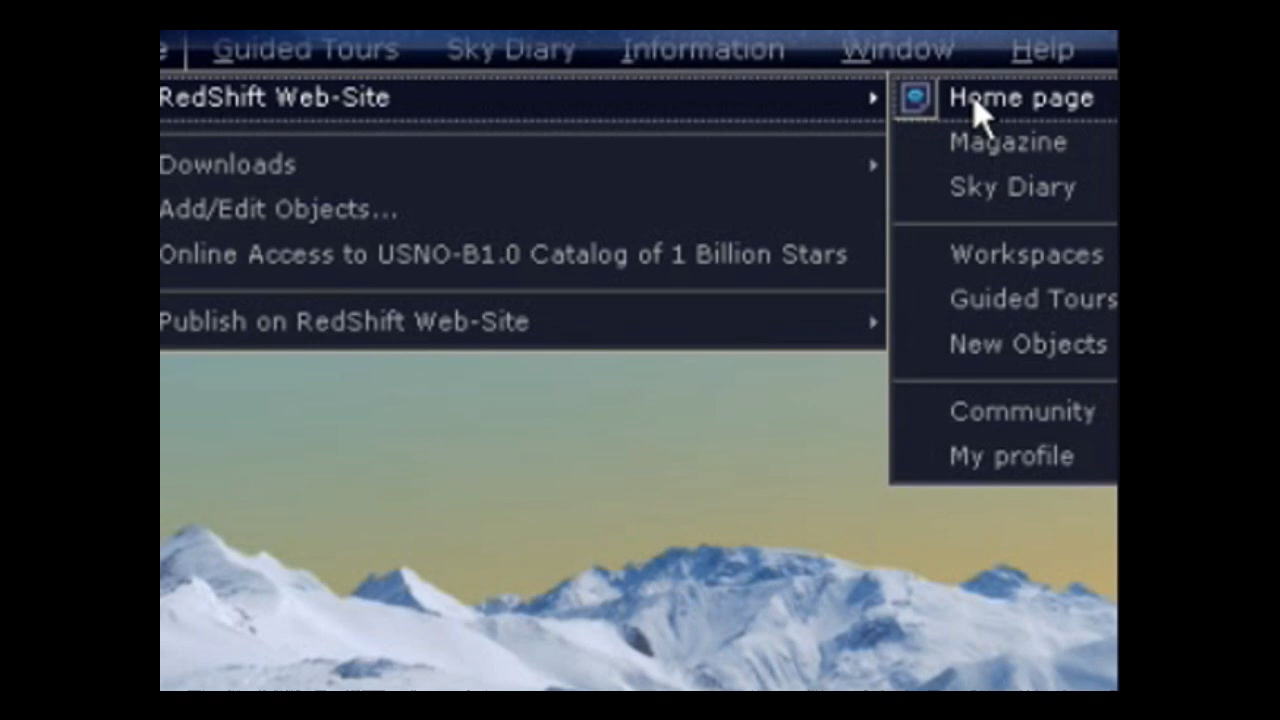 e Guided Tours Sky Diary Information Window Help
RedShift Web-Site Home page
Magazine
Downloads
Sky Diary
Add/Edit Objects...
Online Access to USNO-B1.0 Catalog of 1 Billion Stars Workspaces
Guided Tours
Publish on RedShift Web-Site
New Objects
Community
My profile